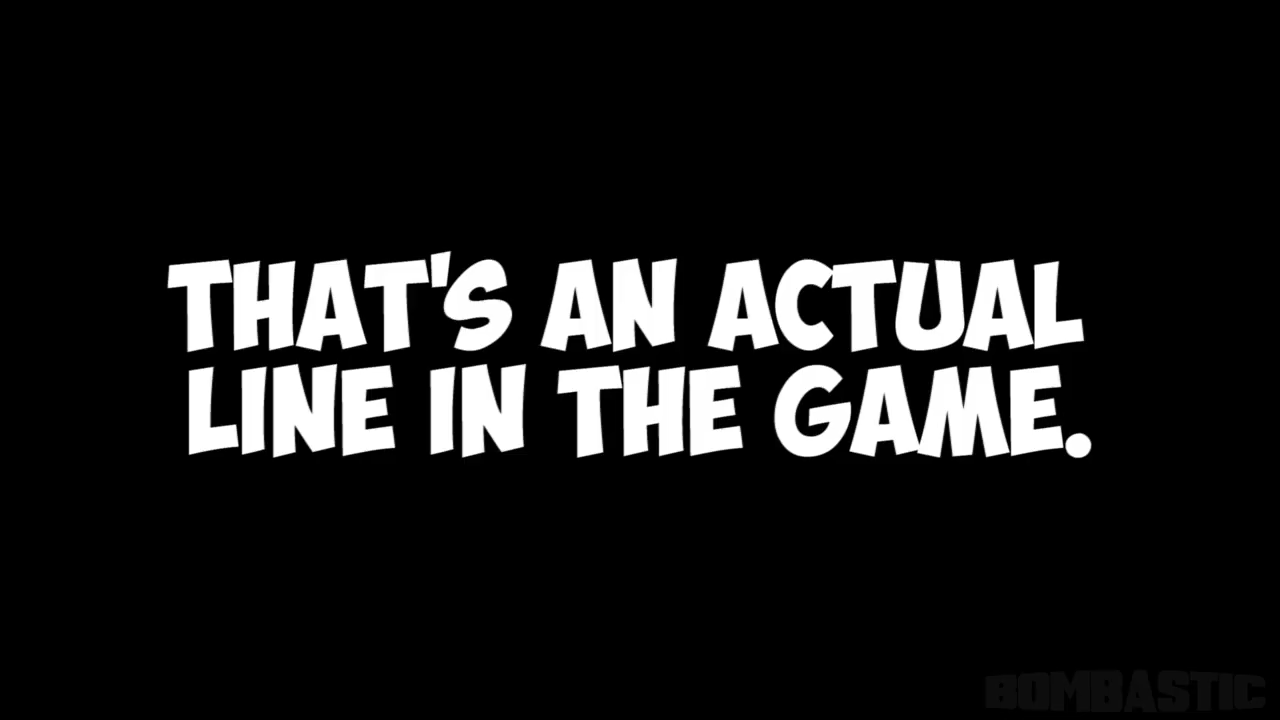 THAT'S AN ACTUAL
LINE IN THE GAME.
BOMBASTIC